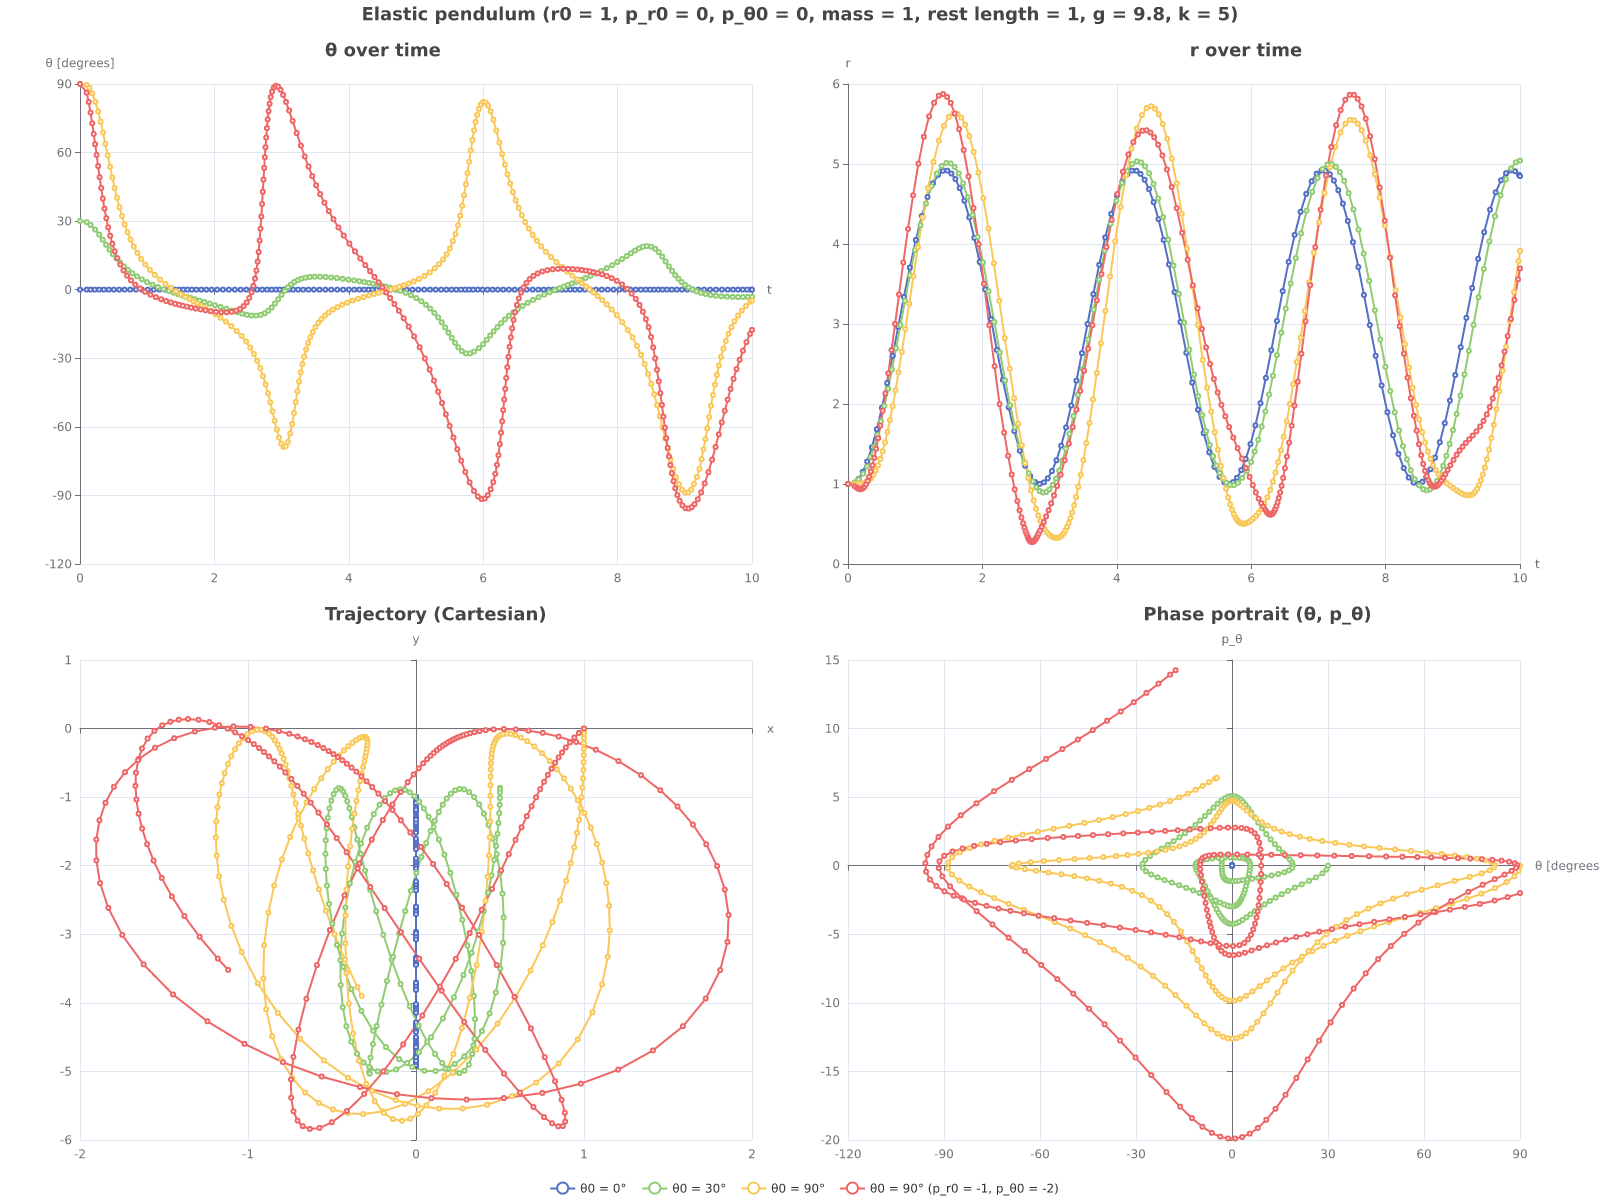 Elastic pendulum (r0 = 1, p_r0 = 0, p_θ0 = 0, mass = 1, rest length = 1, g = 9.8, k = 5)
θ over time
θ [degrees]
90
60
30
0
-30
-60
-90
-120
0 2 4 6 8 10
t
r over time
r
6
5
4
3
2
1
0
0 2 4 6 8 10
t
Trajectory (Cartesian)
y
1
0
-1
-2
-3
-4
-5
-6
-2 -1 0 1 2
x
Phase portrait (θ, p_θ)
p_θ
15
10
5
0
-5
-10
-15
-20
-120 -90 -60 -30 0 30 60 90
θ [degrees
θ0 = 0° θ0 = 30° θ0 = 90° θ0 = 90° (p_r0 = -1, p_θ0 = -2)